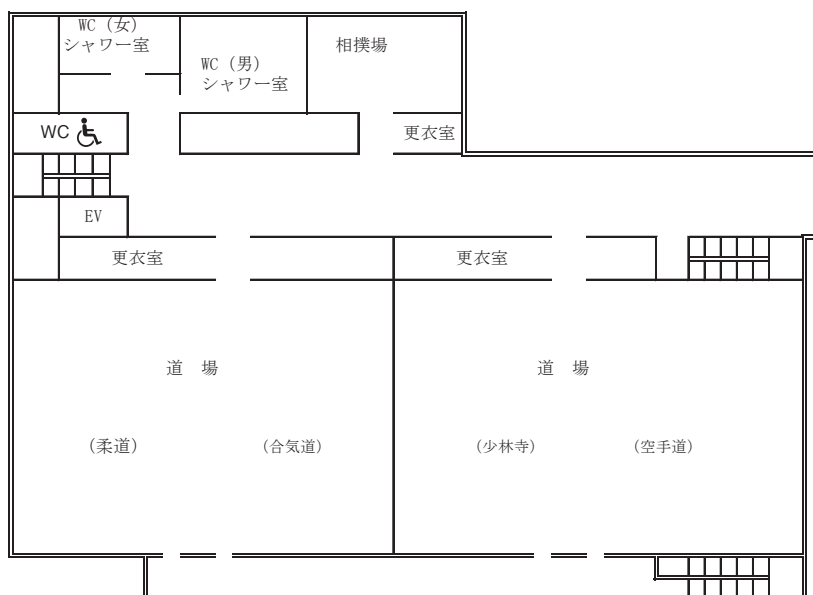 WC（女）
シャワー室
WC（男）
シャワー室
相撲場
WC
更衣室
EV
更衣室
更衣室
道　場
道　場
（柔道）
（合気道）
（少林寺）
（空手道）